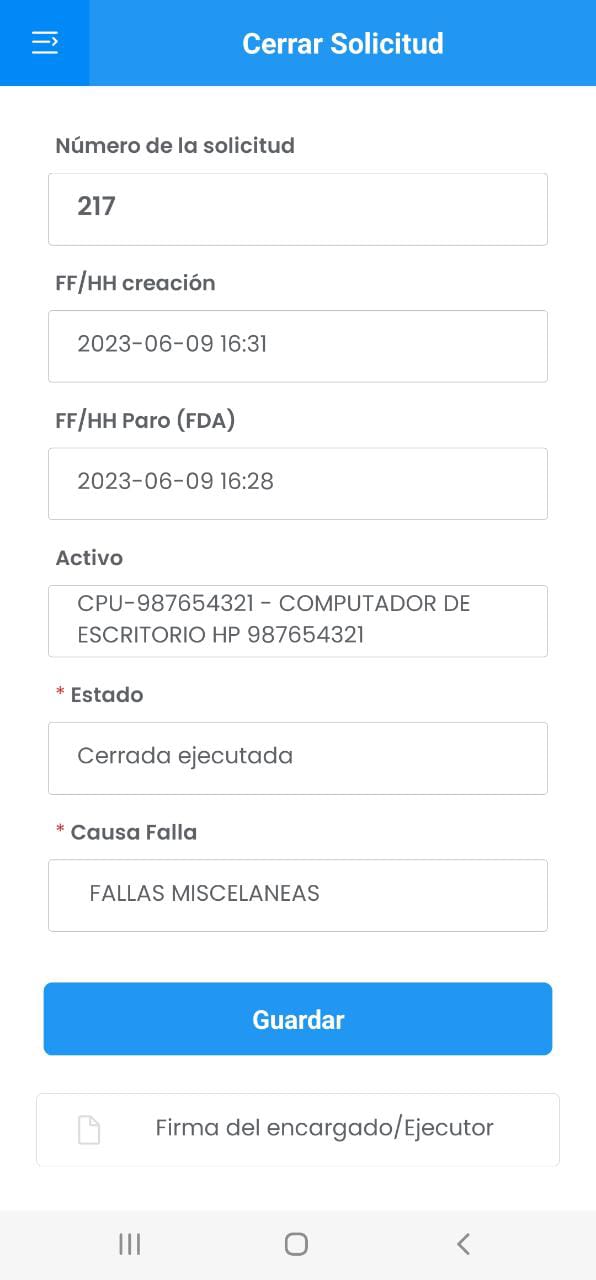 Cerrar Solicitud
Número de la solicitud
217
FF/HH creación
2023-06-09 16:31
FF/HH Paro (FDA)
2023-06-09 16:28
Activo
CPU-987654321 - COMPUTADOR DE
ESCRITORIO HP 987654321
* Estado
Cerrada ejecutada
* Causa Falla
FALLAS MISCELANEAS
Guardar
Firma del encargado/Ejecutor